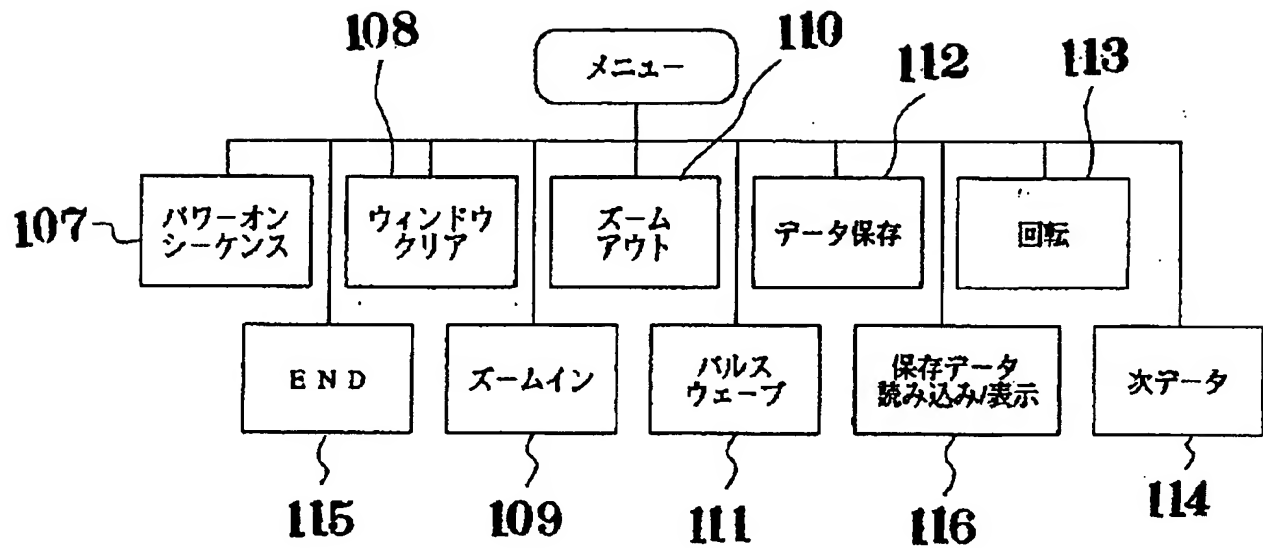 108
110
メニュー
112
113
107
パワーオン
シーケンス
ウィンドウ
クリア
ズーム
アウト
データ保存
回転
END
ズームイン
パルス
ウェーブ
保存データ
読み込み/表示
次データ
115
109
111
116
114